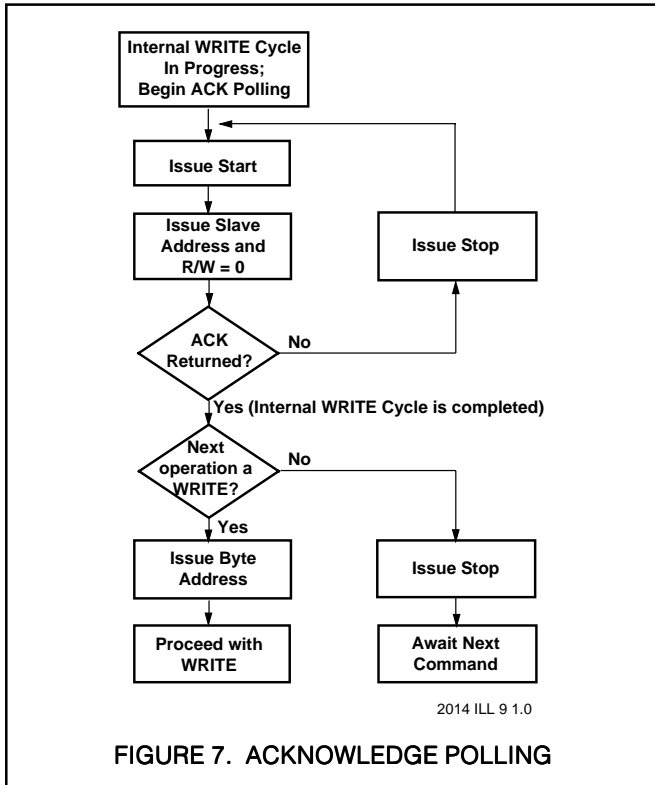 Internal WRITE Cycle
In Progress;
Begin ACK Polling
Issue Start
Issue Slave
Address and
R/W = 0
Issue Stop
ACK
Returned?
No
Yes (Internal WRITE Cycle is completed)
Next
operation a
WRITE?
No
Yes
Issue Byte
Address
Issue Stop
Proceed with
WRITE
Await Next
Command
2014 ILL 9 1.0
FIGURE 7. ACKNOWLEDGE POLLING